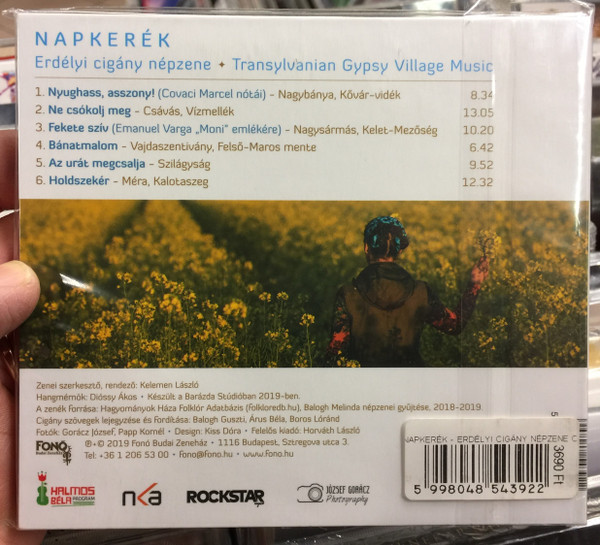 NAPKERÉK
Erdélyi cigány népzene ✦ Transylvanian Gypsy Village Music
1. Nyughass, asszony! (Covaci Marcel nótái) - Nagybánya, Kővár-vidék 8.34
2. Ne csókolj meg - Csávás, Vízmellék 13.05
3. Fekete szív (Emanuel Varga „Moni" emlékére) - Nagysármás, Kelet-Mezőség 10.20
4. Bánatmalom - Vajdaszentivány, Felső-Maros mente 6.42
5. Az urát megcsalja - Szilágyság 9.52
6. Holdszekér - Méra, Kalotaszeg 12.32
Zenei szerkesztő, rendező: Kelemen László
Hangmérnök: Dióssy Ákos • Készült a Barázda Stúdióban 2019-ben.
A zenék forrása: Hagyományok Háza Folklór Adatbázis (folkloredb.hu), Balogh Melinda népzenei gyűjtése, 2018-2019.
Cigány szövegek lejegyzése és fordítása: Balogh Guszti, Árus Béla, Boros Lóránd
Fotók: Gorácz József, Papp Kornél • Design: Kiss Dóra • Felelős kiadó: Horváth László
FONÓ
℗ • © 2019 Fonó Budai Zeneház • 1116 Budapest, Sztregova utca 3.
Tel: +36 1 206 53 00 • fono@fono.hu • www.fono.hu
HALMOS
BÉLA
PROGRAM
nka
ROCKSTAR
JÓZSEF GORÁCZ
Photography
NAPKERÉK - ERDÉLYI CIGÁNY NÉPZENE C
5 998048 543922
3690 Ft